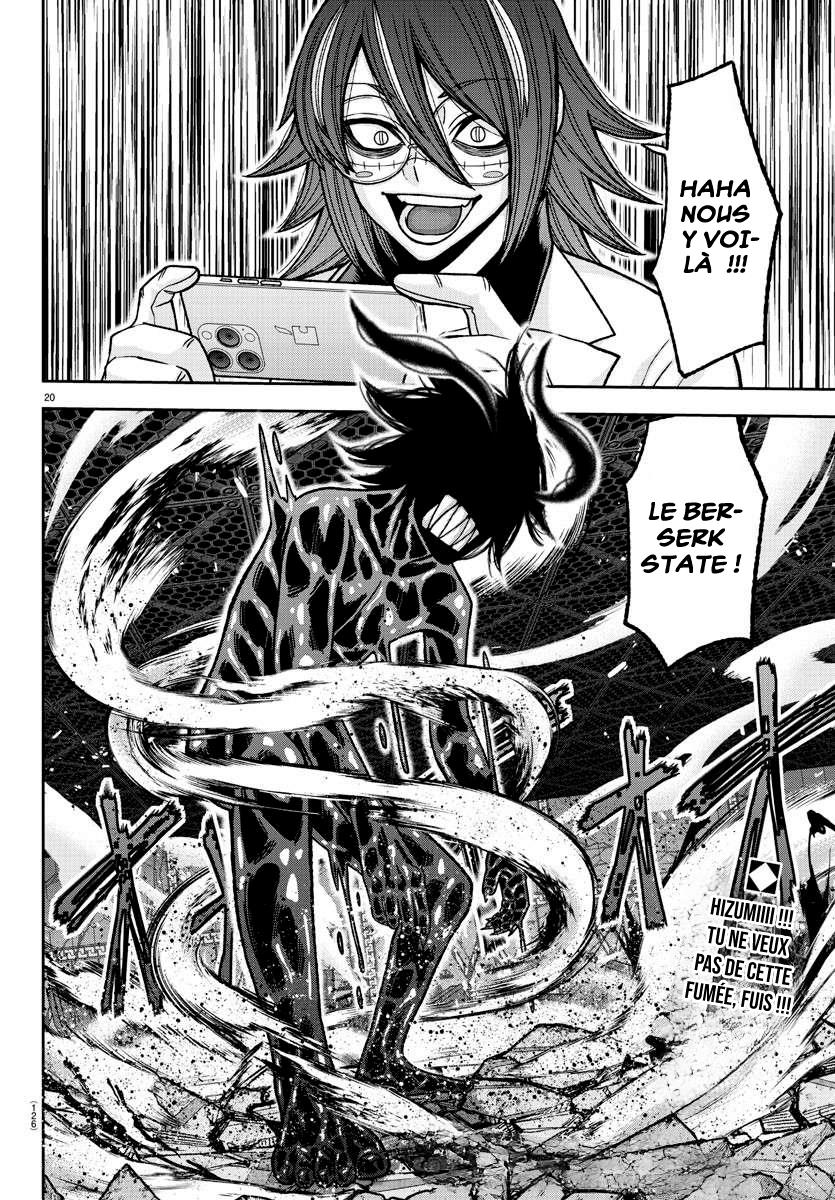 HAHA
NOUS
Y VOI-
LÀ !!!
20
LE BER-
SERK
STATE !
HIZUMIIII !!!
TU NE VEUX
PAS DE CETTE
FUMÉE, FUIS !!!
(126)